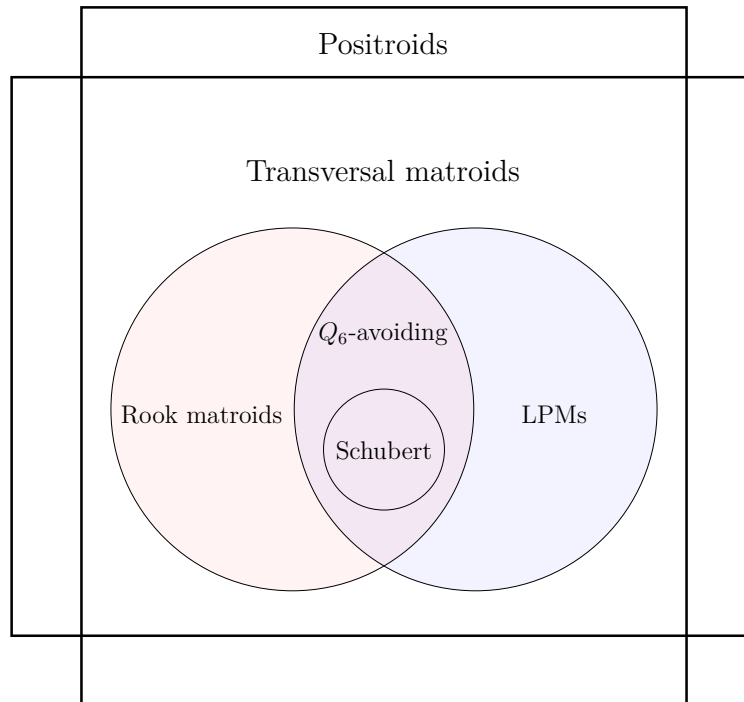 Positroids
Transversal matroids
Q₆-avoiding
Rook matroids
LPMs
Schubert